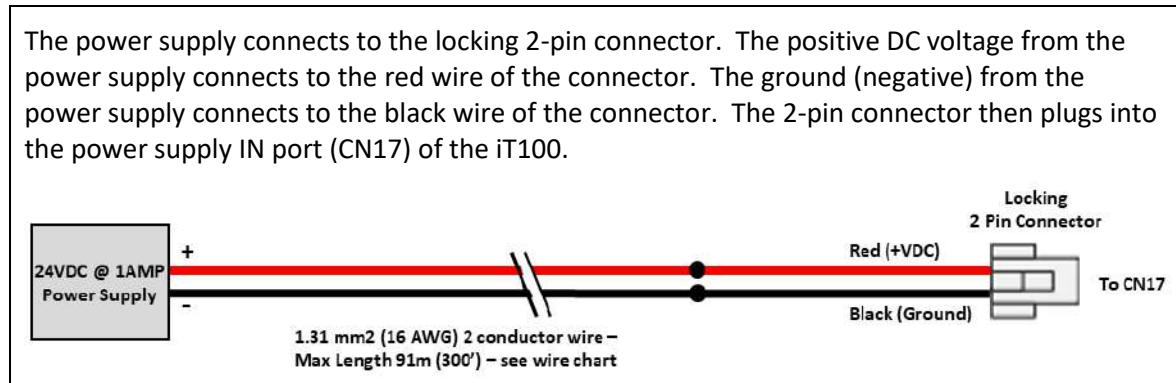 The power supply connects to the locking 2-pin connector.  The positive DC voltage from the
power supply connects to the red wire of the connector.  The ground (negative) from the
power supply connects to the black wire of the connector.  The 2-pin connector then plugs into
the power supply IN port (CN17) of the iT100.
Locking
2 Pin Connector
+
Red (+VDC)
24VDC @ 1AMP
Power Supply
To CN17
-
Black (Ground)
1.31 mm2 (16 AWG) 2 conductor wire –
Max Length 91m (300') – see wire chart